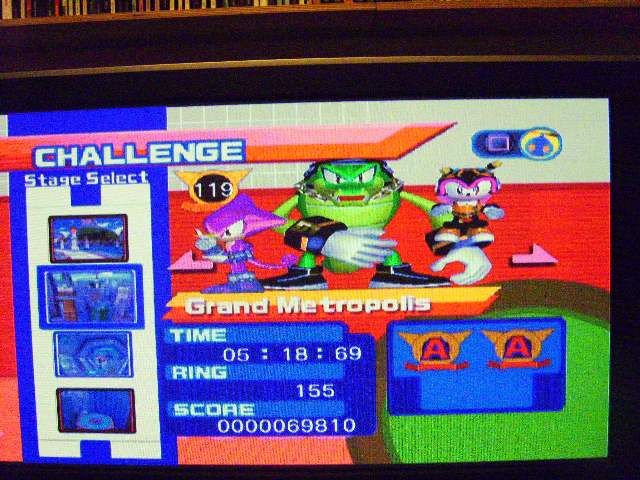 CHALLENGE
Stage Select
119
Grand Metropolis
TIME
05 : 18 : 69
RING
155
SCORE
0000069810
A A